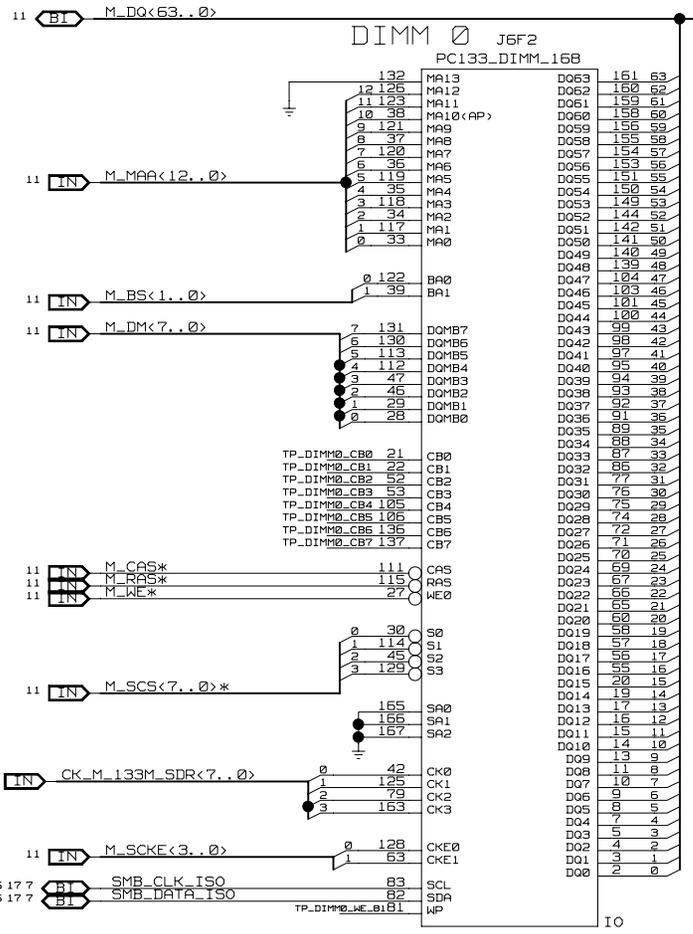 11 BI M_DQ<63..0>
DIMM 0 J6F2
PC133_DIMM_168
132 MA13
12 126 MA12
11 123 MA11
10 38 MA10(AP)
9 121 MA9
8 37 MA8
7 120 MA7
6 36 MA6
11 IN M_MAA<12..0>
5 119 MA5
4 35 MA4
3 118 MA3
2 34 MA2
1 117 MA1
0 33 MA0
0 122 BA0
11 IN M_BS<1..0>
1 39 BA1
11 IN M_DM<7..0>
7 131 DQMB7
6 130 DQMB6
5 113 DQMB5
4 112 DQMB4
3 47 DQMB3
2 46 DQMB2
1 29 DQMB1
0 28 DQMB0
TP_DIMM0_CB0 21 CB0
TP_DIMM0_CB1 22 CB1
TP_DIMM0_CB2 52 CB2
TP_DIMM0_CB3 53 CB3
TP_DIMM0_CB4 105 CB4
TP_DIMM0_CB5 106 CB5
TP_DIMM0_CB6 136 CB6
TP_DIMM0_CB7 137 CB7
11 IN M_CAS* 111 CAS
11 IN M_RAS* 115 RAS
11 IN M_WE* 27 WE0
0 30 S0
1 114 S1
2 45 S2
3 129 S3
11 IN M_SCS<7..0>*
165 SA0
166 SA1
167 SA2
IN CK_M_133M_SDR<7..0>
0 42 CK0
1 125 CK1
2 79 CK2
3 163 CK3
11 IN M_SCKE<3..0>
0 128 CKE0
1 63 CKE1
17 7 BI SMB_CLK_ISO 83 SCL
17 7 BI SMB_DATA_ISO 82 SDA
TP_DIMM0_WE_B1 81 WP
DQ63 161 63
DQ62 160 62
DQ61 159 61
DQ60 158 60
DQ59 156 59
DQ58 155 58
DQ57 154 57
DQ56 153 56
DQ55 151 55
DQ54 150 54
DQ53 149 53
DQ52 144 52
DQ51 142 51
DQ50 141 50
DQ49 140 49
DQ48 139 48
DQ47 104 47
DQ46 103 46
DQ45 101 45
DQ44 100 44
DQ43 99 43
DQ42 98 42
DQ41 97 41
DQ40 95 40
DQ39 94 39
DQ38 93 38
DQ37 92 37
DQ36 91 36
DQ35 89 35
DQ34 88 34
DQ33 87 33
DQ32 86 32
DQ31 77 31
DQ30 76 30
DQ29 75 29
DQ28 74 28
DQ27 72 27
DQ26 71 26
DQ25 70 25
DQ24 69 24
DQ23 67 23
DQ22 66 22
DQ21 65 21
DQ20 60 20
DQ19 58 19
DQ18 57 18
DQ17 56 17
DQ16 55 16
DQ15 20 15
DQ14 19 14
DQ13 17 13
DQ12 16 12
DQ11 15 11
DQ10 14 10
DQ9 13 9
DQ8 11 8
DQ7 10 7
DQ6 9 6
DQ5 8 5
DQ4 7 4
DQ3 5 3
DQ2 4 2
DQ1 3 1
DQ0 2 0
IO